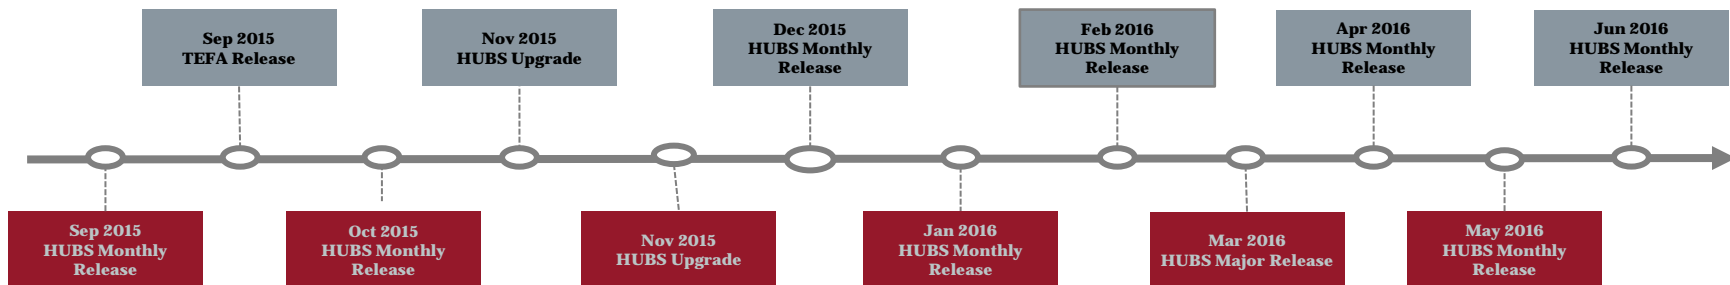 Sep 2015
TEFA Release
Nov 2015
HUBS Upgrade
Dec 2015
HUBS Monthly
Release
Feb 2016
HUBS Monthly
Release
Apr 2016
HUBS Monthly
Release
Jun 2016
HUBS Monthly
Release
Sep 2015
HUBS Monthly
Release
Oct 2015
HUBS Monthly
Release
Nov 2015
HUBS Upgrade
Jan 2016
HUBS Monthly
Release
Mar 2016
HUBS Major Release
May 2016
HUBS Monthly
Release